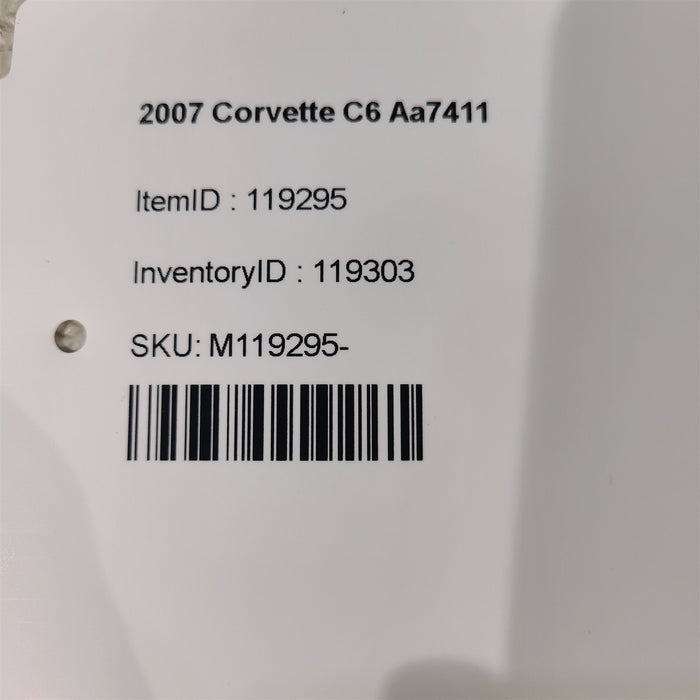 2007 Corvette C6 Aa7411
ItemID : 119295
InventoryID : 119303
SKU: M119295-